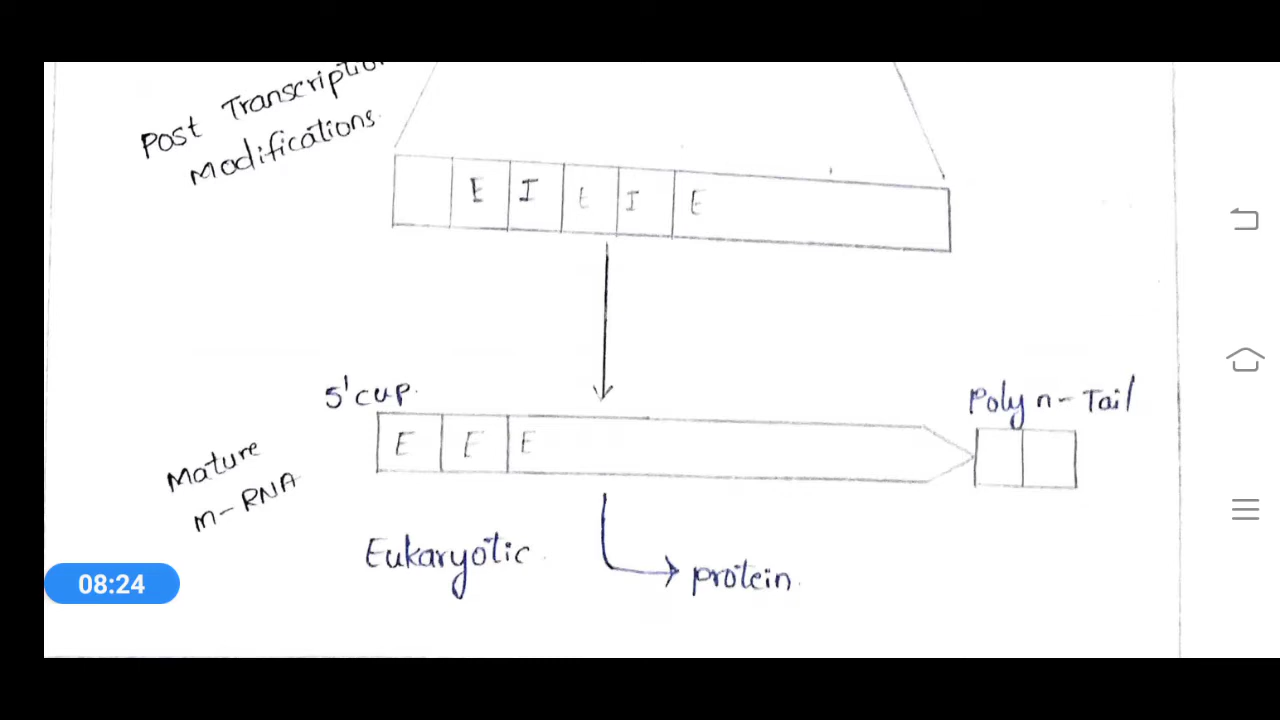 Post Transcription
Modifications.
E I E I E
5' cup.
Poly n - Tail
E E E
Mature
m-RNA
Eukaryotic
protein.
08:24